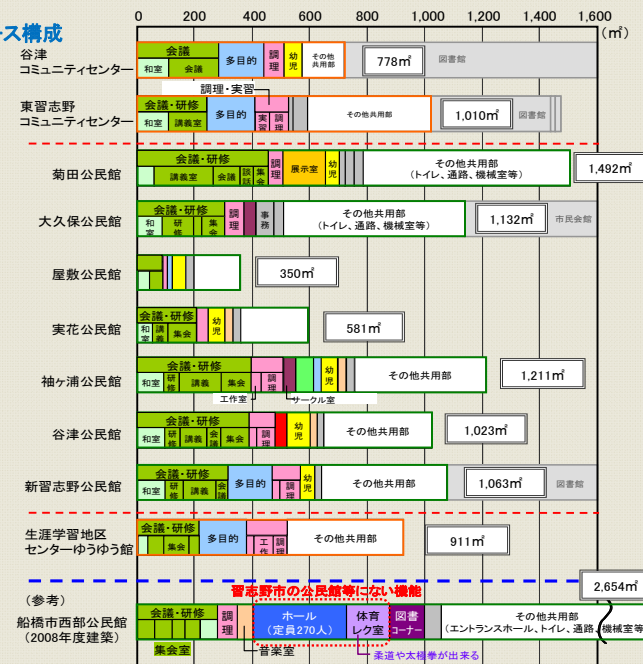 ース構成
0 200 400 600 800 1,000 1,200 1,400 1,600
(㎡)
谷津
コミュニティセンター
会議 多目的 調理 幼児 その他共用部
和室 会議
778㎡
図書館
調理・実習
東習志野
コミュニティセンター
会議・研修 多目的 その他共用部
和室 講義室 実習 調理
1,010㎡
図書館
菊田公民館
会議・研修 調理 展示室 幼児 その他共用部
(トイレ、通路、機械室等)
講義室 会議 談話 集会
1,492㎡
大久保公民館
会議・研修 調理 事務 その他共用部
(トイレ、通路、機械室等)
和室 研修 集会
1,132㎡
市民会館
屋敷公民館
350㎡
実花公民館
会議・研修 幼児
和室 講義 集会
581㎡
袖ヶ浦公民館
会議・研修 幼児 その他共用部
和室 研修 講義 集会 調理
工作室 サークル室
1,211㎡
谷津公民館
会議・研修 幼児 その他共用部
和室 研修 講義 会議 集会 調理
1,023㎡
新習志野公民館
会議・研修 多目的 幼児 その他共用部
和室 研修 講義 会議 調理
1,063㎡
図書館
生涯学習地区
センターゆうゆう館
会議・研修 多目的 その他共用部
集会 工作 調理
911㎡
2,654㎡
習志野市の公民館等にない機能
(参考)
船橋市西部公民館
(2008年度建築)
会議・研修 調理 ホール
(定員270人)
体育
レク室
図書
コーナー
その他共用部
(エントランスホール、トイレ、通路、機械室等
集会室 音楽室
柔道や太極拳が出来る